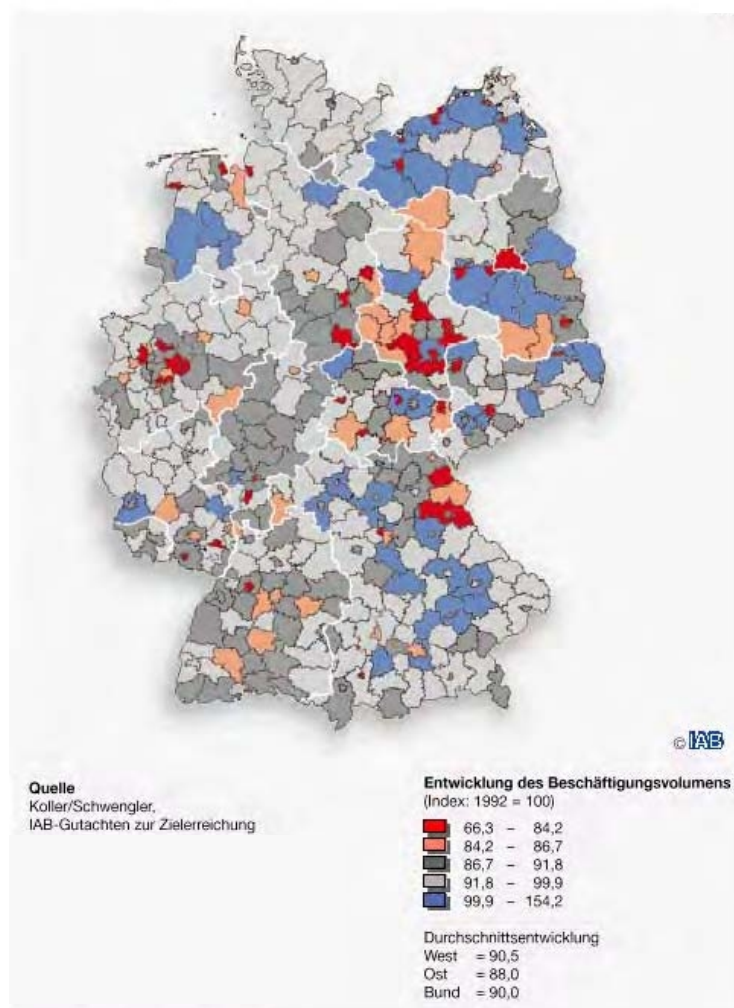 © IAB
Quelle
Koller/Schwengler,
IAB-Gutachten zur Zielerreichung
Entwicklung des Beschäftigungsvolumens
(Index: 1992 = 100)
66,3 – 84,2
84,2 – 86,7
86,7 – 91,8
91,8 – 99,9
99,9 – 154,2
Durchschnittsentwicklung
West = 90,5
Ost = 88,0
Bund = 90,0